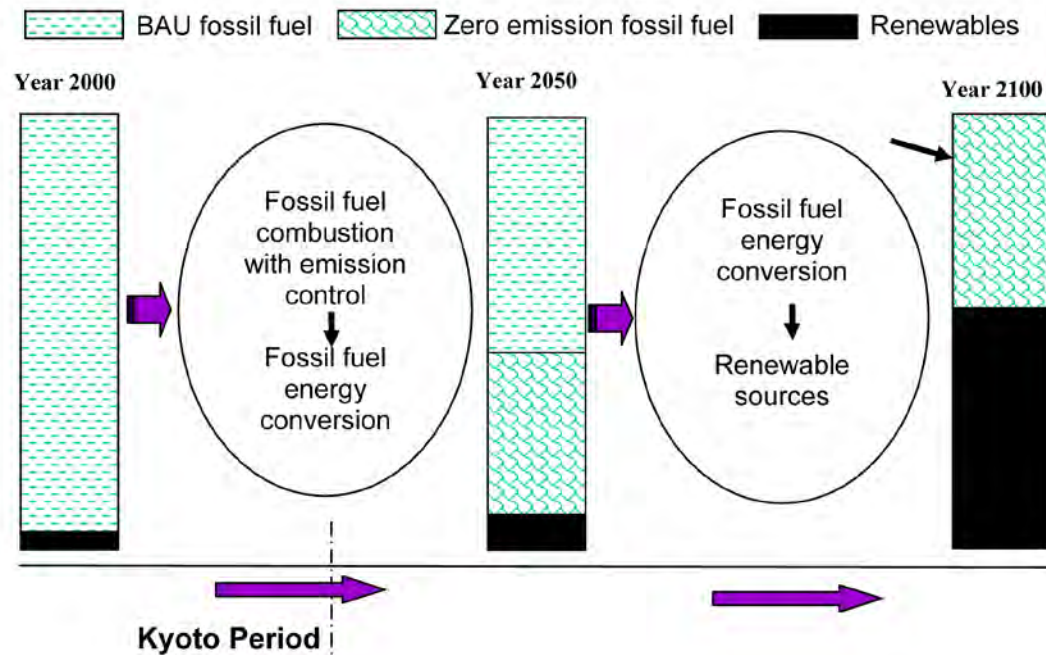 BAU fossil fuel
Zero emission fossil fuel
Renewables
Year 2000
Year 2050
Year 2100
Fossil fuel
combustion
with emission
control
Fossil fuel
energy
conversion
Fossil fuel
energy
conversion
Renewable
sources
Kyoto Period